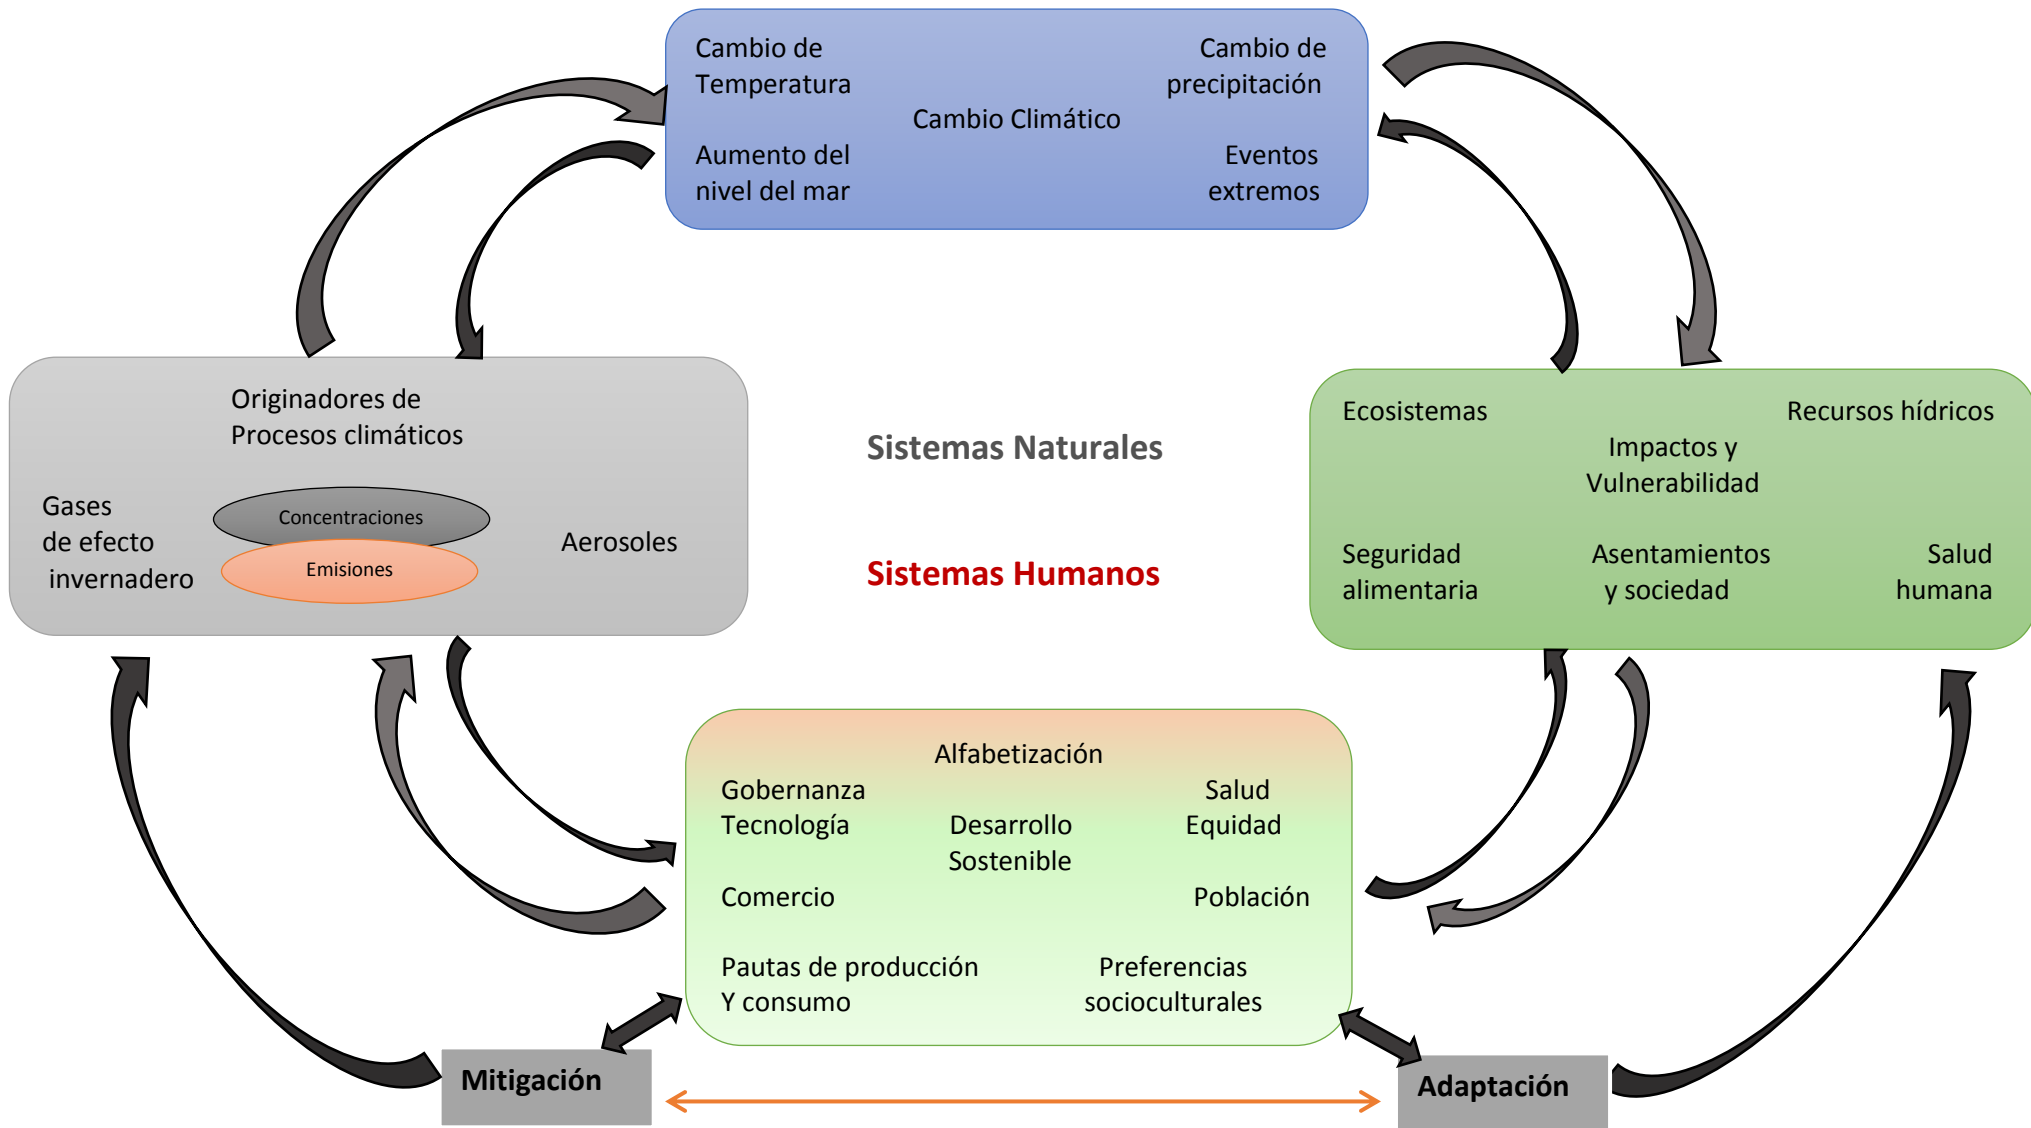 Cambio de
Temperatura
Cambio de
precipitación
Cambio Climático
Aumento del
nivel del mar
Eventos
extremos
Originadores de
Procesos climáticos
Gases
de efecto
invernadero
Concentraciones
Emisiones
Aerosoles
Sistemas Naturales
Sistemas Humanos
Ecosistemas
Recursos hídricos
Impactos y
Vulnerabilidad
Seguridad
alimentaria
Asentamientos
y sociedad
Salud
humana
Alfabetización
Gobernanza
Salud
Tecnología
Desarrollo
Sostenible
Equidad
Comercio
Población
Pautas de producción
Y consumo
Preferencias
socioculturales
Mitigación
Adaptación